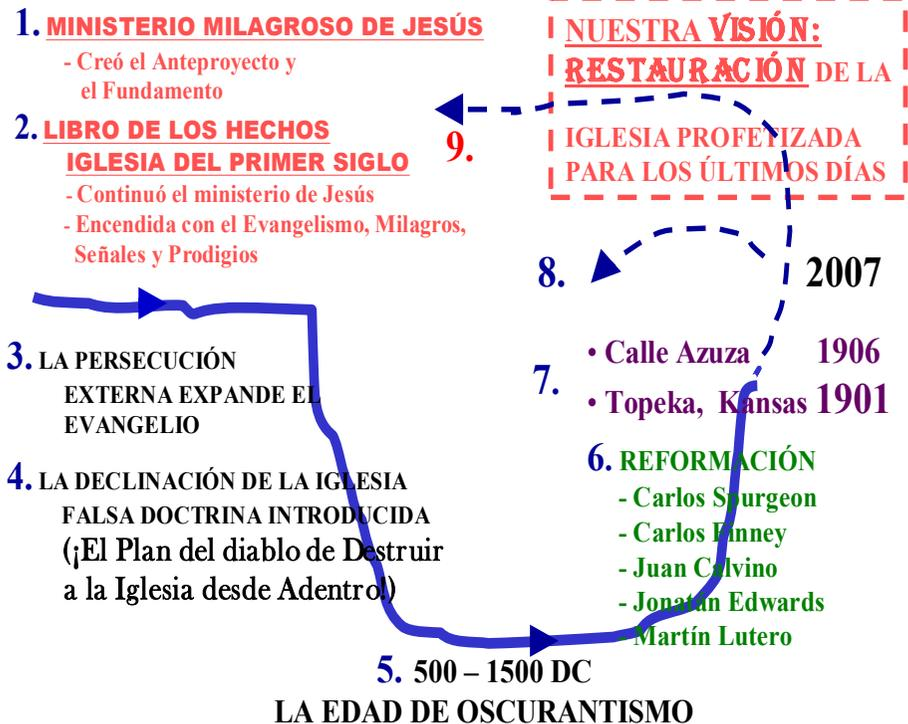 1. MINISTERIO MILAGROSO DE JESÚS
- Creó el Anteproyecto y
el Fundamento
2. LIBRO DE LOS HECHOS
IGLESIA DEL PRIMER SIGLO
- Continuó el ministerio de Jesús
- Encendida con el Evangelismo, Milagros,
Señales y Prodigios
NUESTRA VISIÓN:
RESTAURACIÓN DE LA
IGLESIA PROFETIZADA
PARA LOS ÚLTIMOS DÍAS
9.
8.
2007
3. LA PERSECUCIÓN
EXTERNA EXPANDE EL
EVANGELIO
4. LA DECLINACIÓN DE LA IGLESIA
FALSA DOCTRINA INTRODUCIDA
(¡El Plan del diablo de Destruir
a la Iglesia desde Adentro!)
7.
• Calle Azuza 1906
• Topeka, Kansas 1901
6. REFORMACIÓN
- Carlos Spurgeon
- Carlos Finney
- Juan Calvino
- Jonatán Edwards
- Martín Lutero
5. 500 – 1500 DC
LA EDAD DE OSCURANTISMO